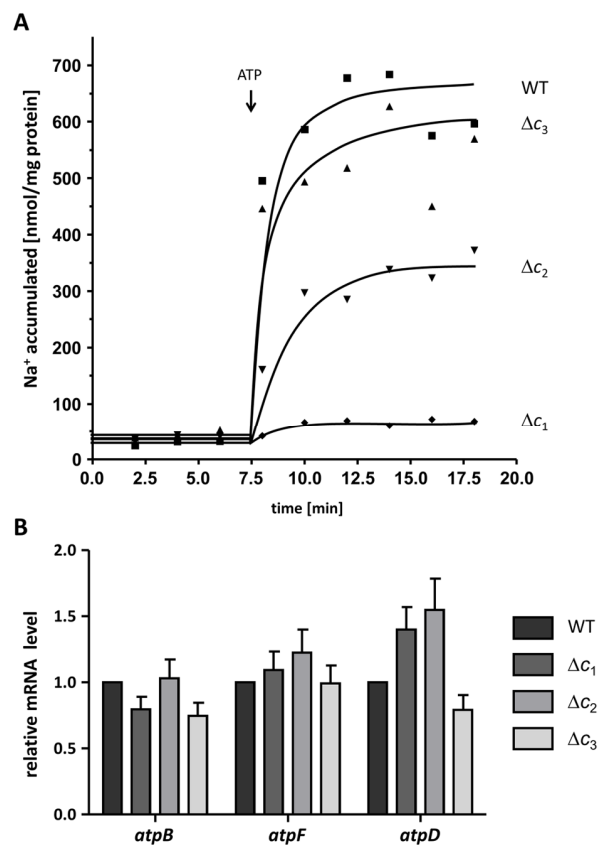 A
Na⁺ accumulated [nmol/mg protein]
700
600
500
400
300
200
100
50
0
ATP
WT
Δc₃
Δc₂
Δc₁
0.0 2.5 5.0 7.5 10.0 12.5 15.0 17.5 20.0
time [min]
B
relative mRNA level
2.0
1.5
1.0
0.5
0.0
atpB atpF atpD
WT
Δc₁
Δc₂
Δc₃